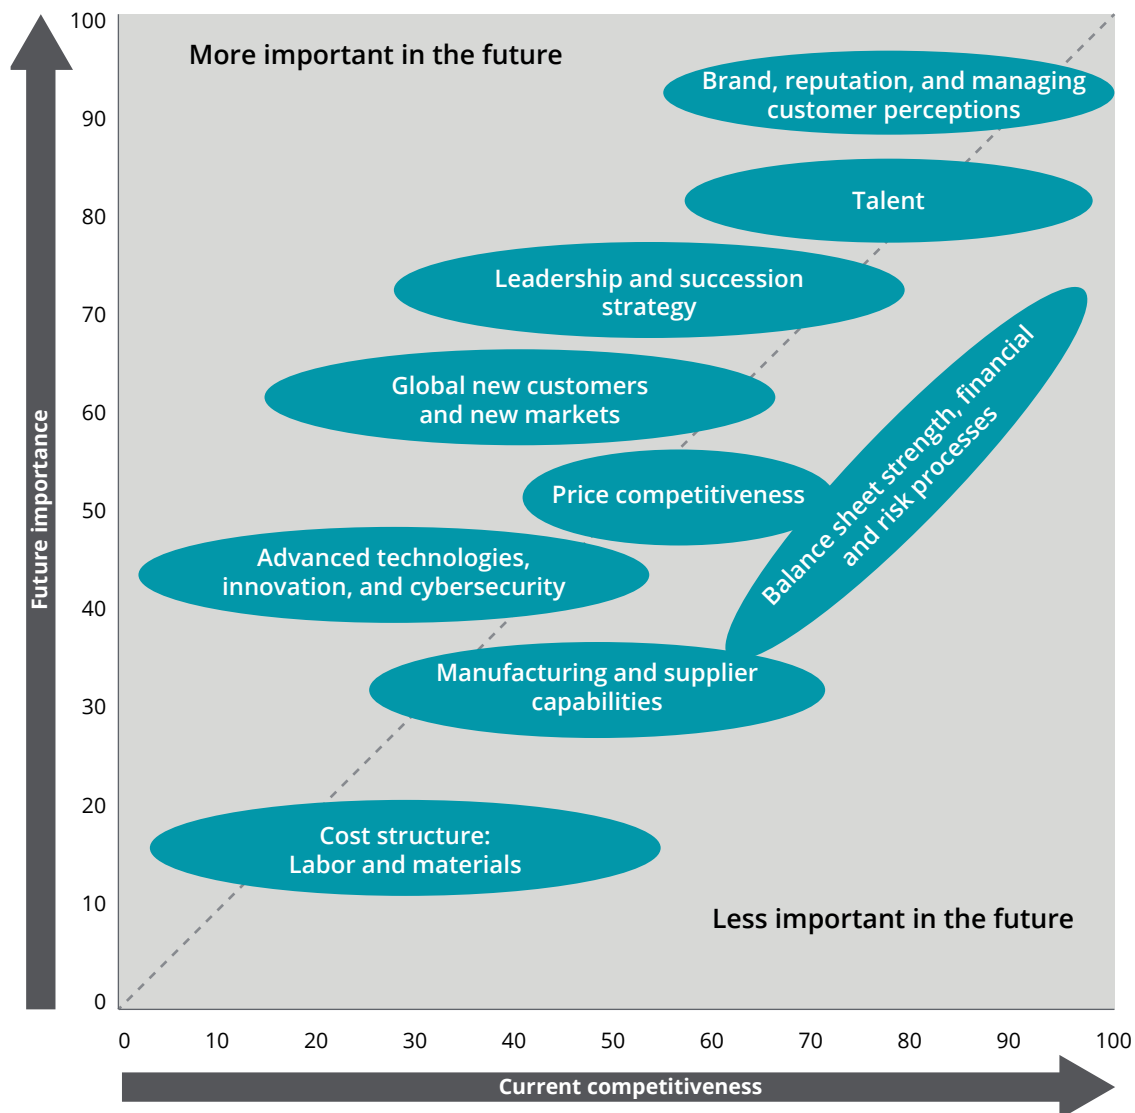 100
90
80
70
60
50
40
30
20
10
0
Future importance
More important in the future
Brand, reputation, and managing
customer perceptions
Talent
Leadership and succession
strategy
Global new customers
and new markets
Balance sheet strength, financial
and risk processes
Price competitiveness
Advanced technologies,
innovation, and cybersecurity
Manufacturing and supplier
capabilities
Cost structure:
Labor and materials
Less important in the future
0 10 20 30 40 50 60 70 80 90 100
Current competitiveness